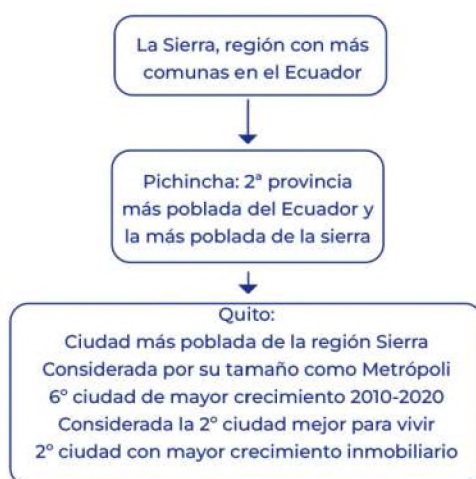 La Sierra, región con más
comunas en el Ecuador
Pichincha: 2ª provincia
más poblada del Ecuador y
la más poblada de la sierra
Quito:
Ciudad más poblada de la región Sierra
Considerada por su tamaño como Metrópoli
6º ciudad de mayor crecimiento 2010-2020
Considerada la 2º ciudad mejor para vivir
2º ciudad con mayor crecimiento inmobiliario